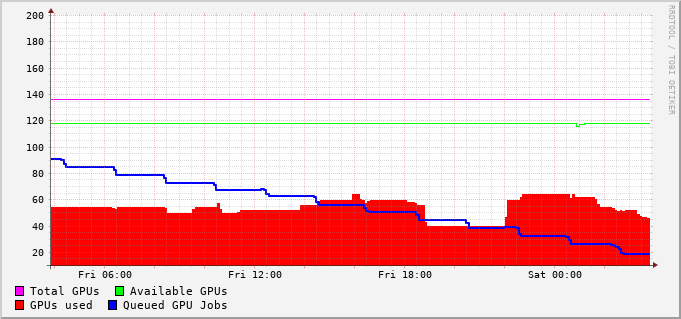 200
180
160
140
120
100
80
60
40
20
Fri 06:00 Fri 12:00 Fri 18:00 Sat 00:00
Total GPUs Available GPUs
GPUs used Queued GPU Jobs
RRDTOOL / TOBI OETIKER